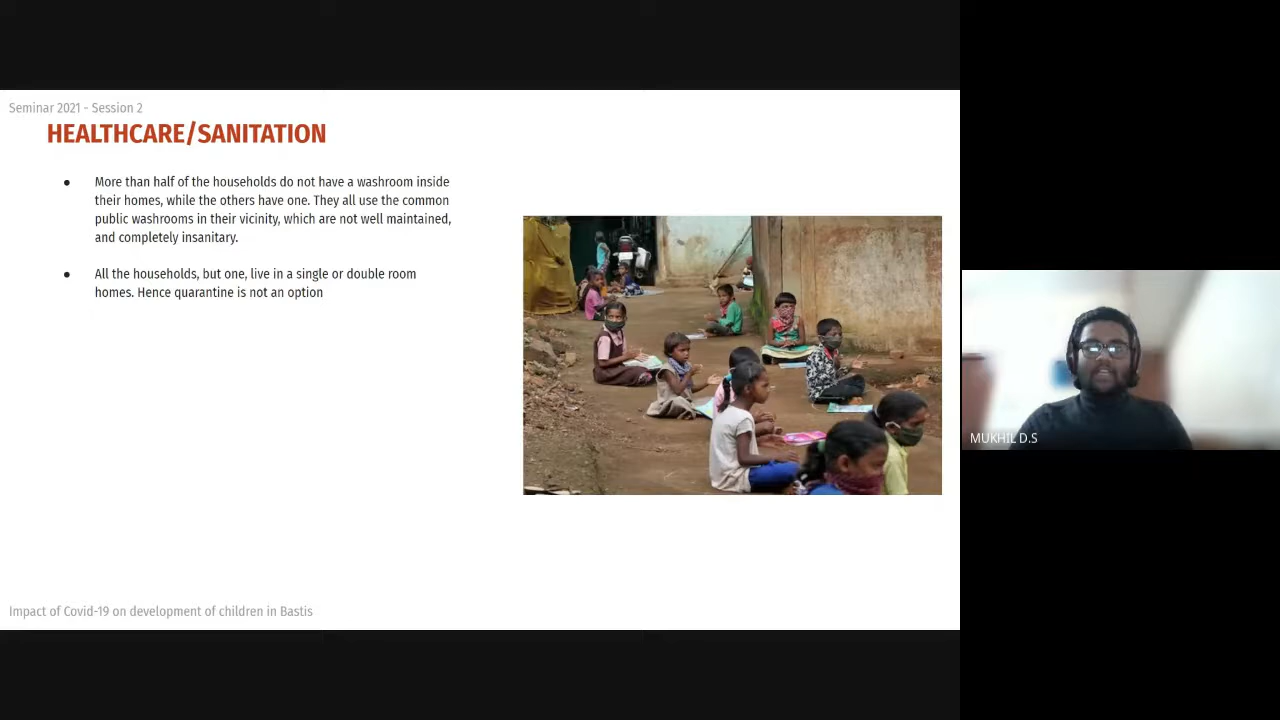 Seminar 2021 - Session 2
HEALTHCARE/SANITATION
● More than half of the households do not have a washroom inside
their homes, while the others have one. They all use the common
public washrooms in their vicinity, which are not well maintained,
and completely insanitary.
● All the households, but one, live in a single or double room
homes. Hence quarantine is not an option
MUKHIL D.S
Impact of Covid-19 on development of children in Bastis